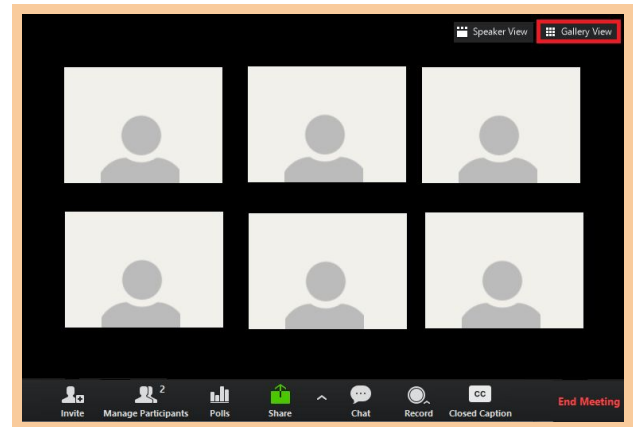 Speaker View Gallery View
2
Invite Manage Participants Polls Share Chat Record CC Closed Caption End Meeting